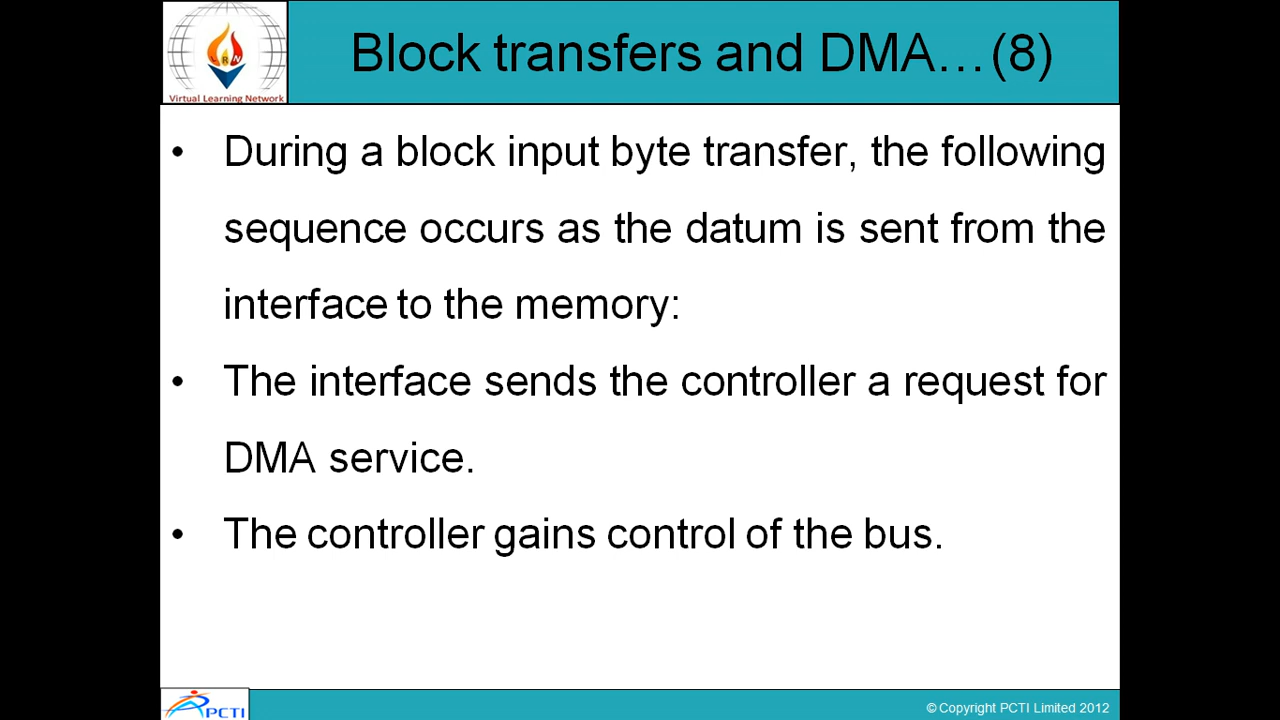 Block transfers and DMA…(8)
Virtual Learning Network
• During a block input byte transfer, the following
sequence occurs as the datum is sent from the
interface to the memory:
• The interface sends the controller a request for
DMA service.
• The controller gains control of the bus.
PCTI
© Copyright PCTI Limited 2012